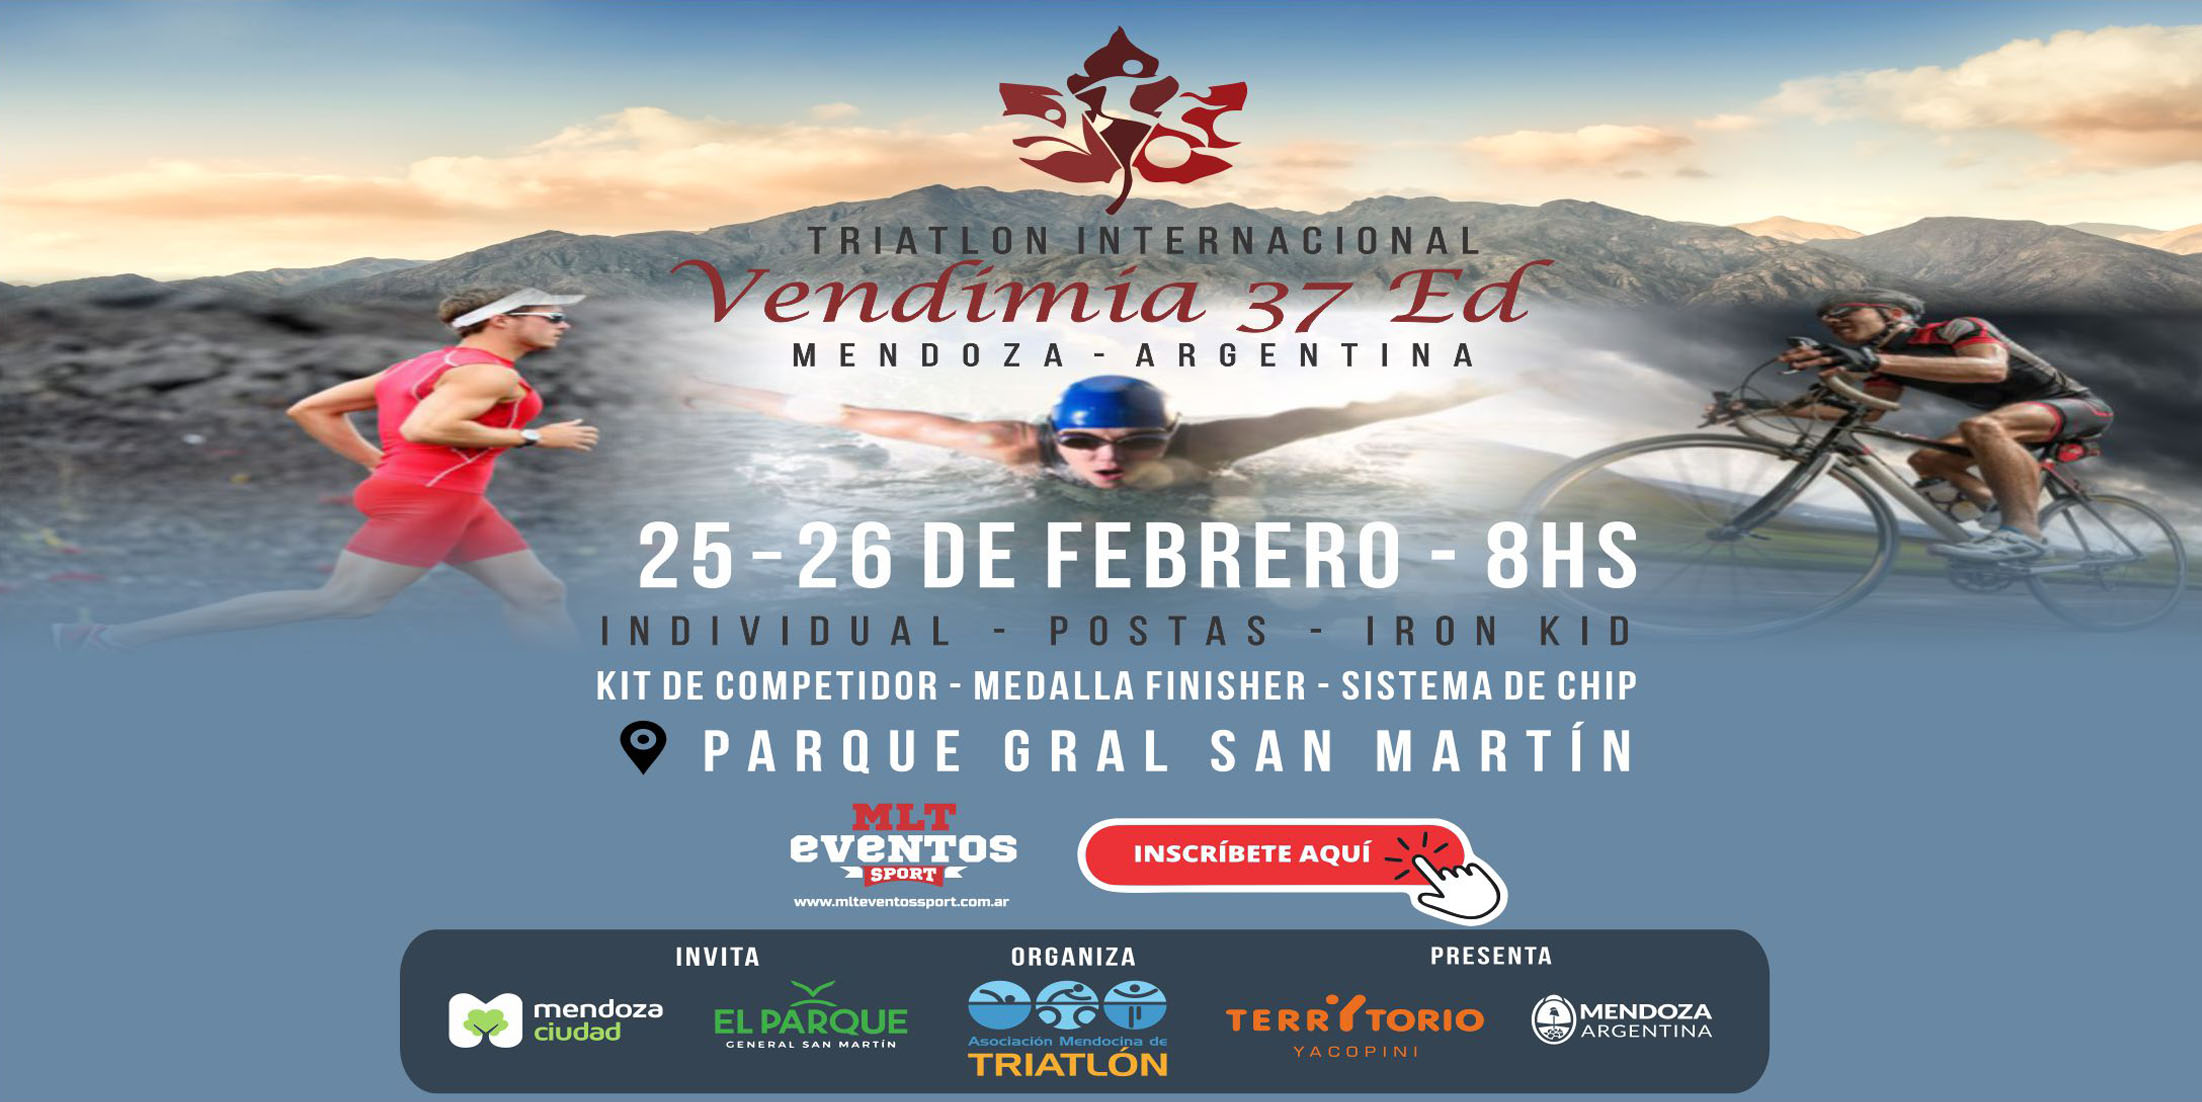 TRIATLON INTERNACIONAL
Vendimia 37 Ed
MENDOZA - ARGENTINA
25-26 DE FEBRERO - 8HS
INDIVIDUAL - POSTAS - IRON KID
KIT DE COMPETIDOR - MEDALLA FINISHER - SISTEMA DE CHIP
PARQUE GRAL SAN MARTÍN
MLT
eventos
SPORT
www.mlteventossport.com.ar
INSCRÍBETE AQUÍ
INVITA
mendoza
ciudad
EL PARQUE
GENERAL SAN MARTÍN
ORGANIZA
Asociación Mendocina de
TRIATLÓN
PRESENTA
TERRITORIO
YACOPINI
MENDOZA
ARGENTINA